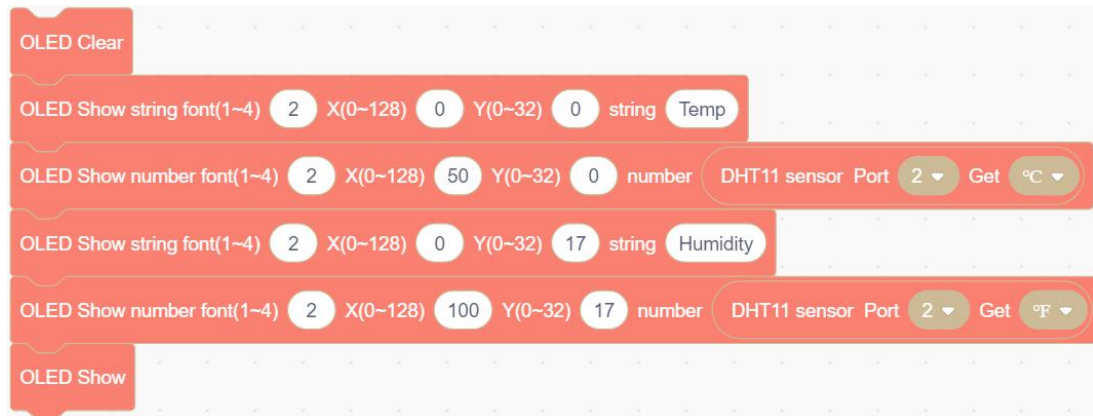 OLED Clear
OLED Show string font(1~4) 2 X(0~128) 0 Y(0~32) 0 string Temp
OLED Show number font(1~4) 2 X(0~128) 50 Y(0~32) 0 number DHT11 sensor Port 2 Get °C
OLED Show string font(1~4) 2 X(0~128) 0 Y(0~32) 17 string Humidity
OLED Show number font(1~4) 2 X(0~128) 100 Y(0~32) 17 number DHT11 sensor Port 2 Get °F
OLED Show